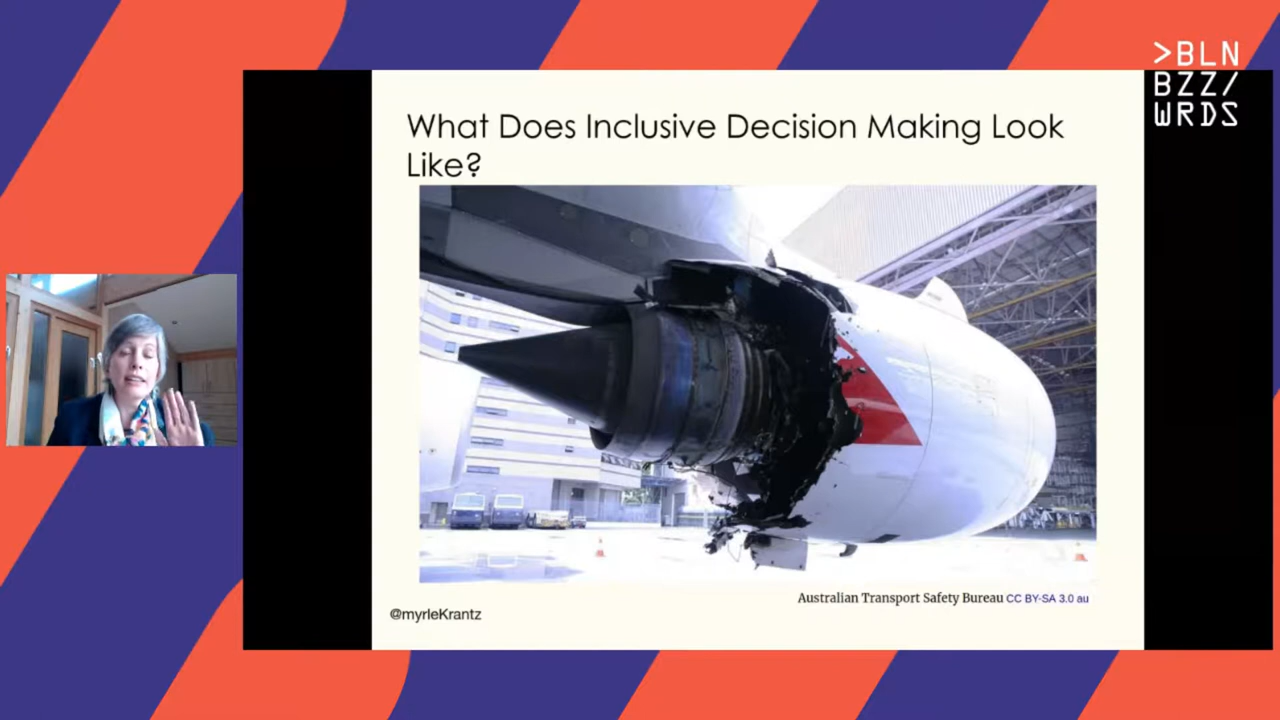 >BLN
BZZ/
WRDS
What Does Inclusive Decision Making Look
Like?
Australian Transport Safety Bureau CC BY-SA 3.0 au
@myrleKrantz